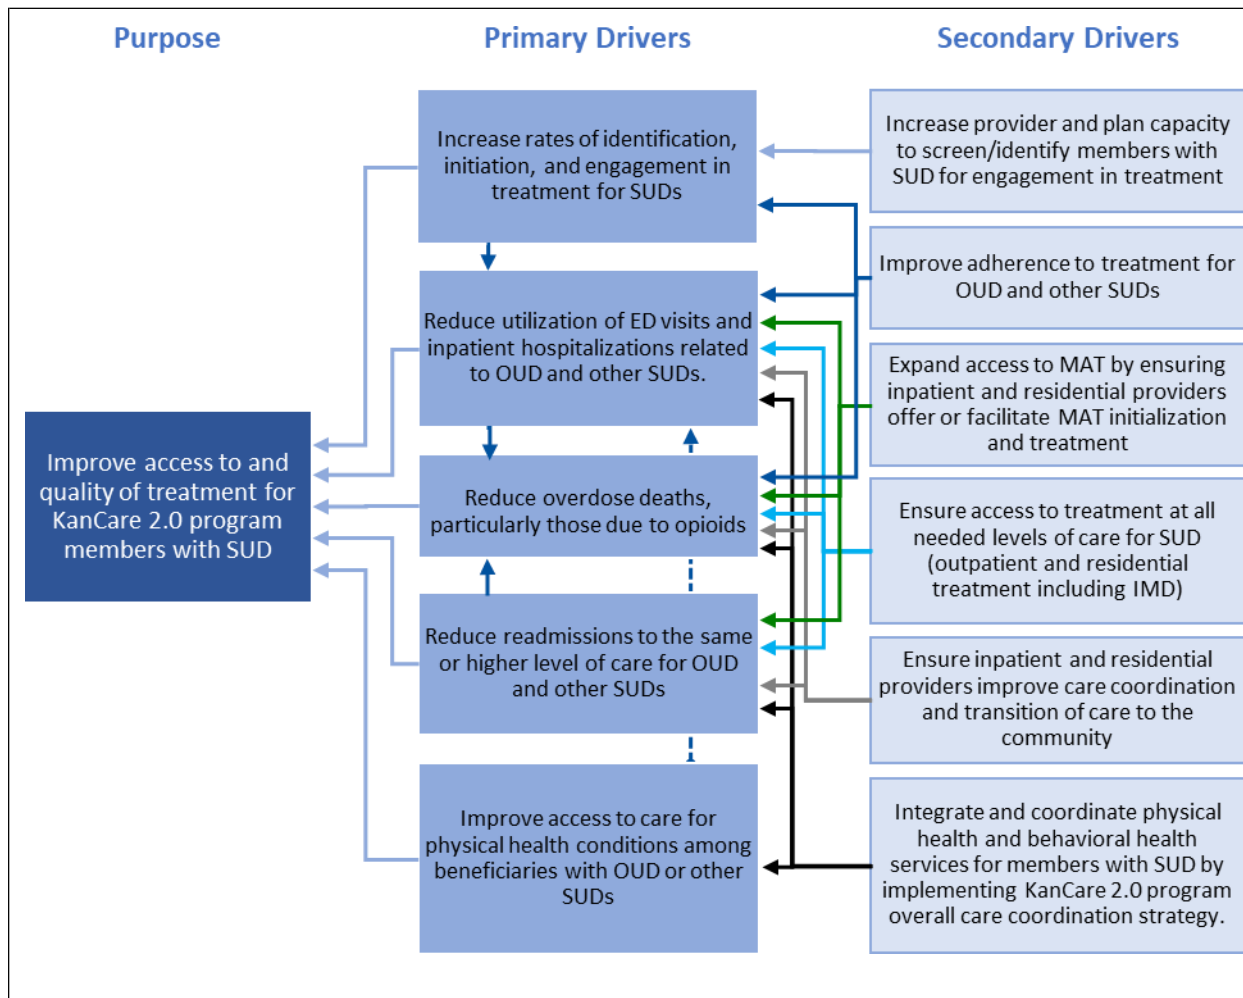 Purpose
Primary Drivers
Secondary Drivers
Improve access to and
quality of treatment for
KanCare 2.0 program
members with SUD
Increase rates of identification,
initiation, and engagement in
treatment for SUDs
Reduce utilization of ED visits and
inpatient hospitalizations related
to OUD and other SUDs.
Reduce overdose deaths,
particularly those due to opioids
Reduce readmissions to the same
or higher level of care for OUD
and other SUDs
Improve access to care for
physical health conditions among
beneficiaries with OUD or other
SUDs
Increase provider and plan capacity
to screen/identify members with
SUD for engagement in treatment
Improve adherence to treatment for
OUD and other SUDs
Expand access to MAT by ensuring
inpatient and residential providers
offer or facilitate MAT initialization
and treatment
Ensure access to treatment at all
needed levels of care for SUD
(outpatient and residential
treatment including IMD)
Ensure inpatient and residential
providers improve care coordination
and transition of care to the
community
Integrate and coordinate physical
health and behavioral health
services for members with SUD by
implementing KanCare 2.0 program
overall care coordination strategy.